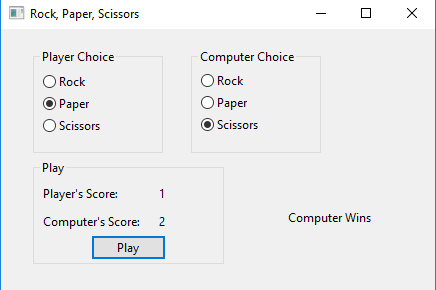 Rock, Paper, Scissors
Player Choice
Rock
Paper
Scissors
Computer Choice
Rock
Paper
Scissors
Play
Player's Score: 1
Computer's Score: 2
Play
Computer Wins